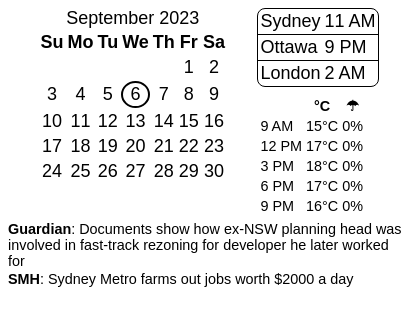 September 2023
Su Mo Tu We Th Fr Sa
1 2
3 4 5 6 7 8 9
10 11 12 13 14 15 16
17 18 19 20 21 22 23
24 25 26 27 28 29 30
Sydney 11 AM
Ottawa 9 PM
London 2 AM
°C ☂
9 AM 15°C 0%
12 PM 17°C 0%
3 PM 18°C 0%
6 PM 17°C 0%
9 PM 16°C 0%
Guardian: Documents show how ex-NSW planning head was
involved in fast-track rezoning for developer he later worked
for
SMH: Sydney Metro farms out jobs worth $2000 a day